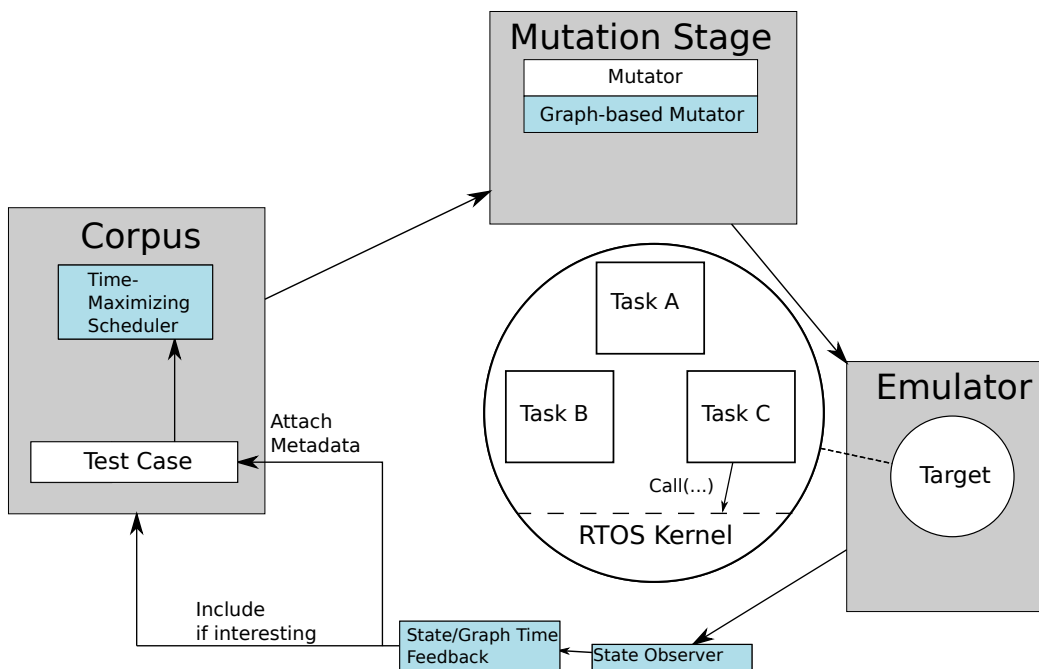 Mutation Stage
Mutator
Graph-based Mutator
Corpus
Time-
Maximizing
Scheduler
Test Case
Attach
Metadata
Task A
Task B
Task C
Call(...)
RTOS Kernel
Emulator
Target
Include
if interesting
State/Graph Time
Feedback
State Observer